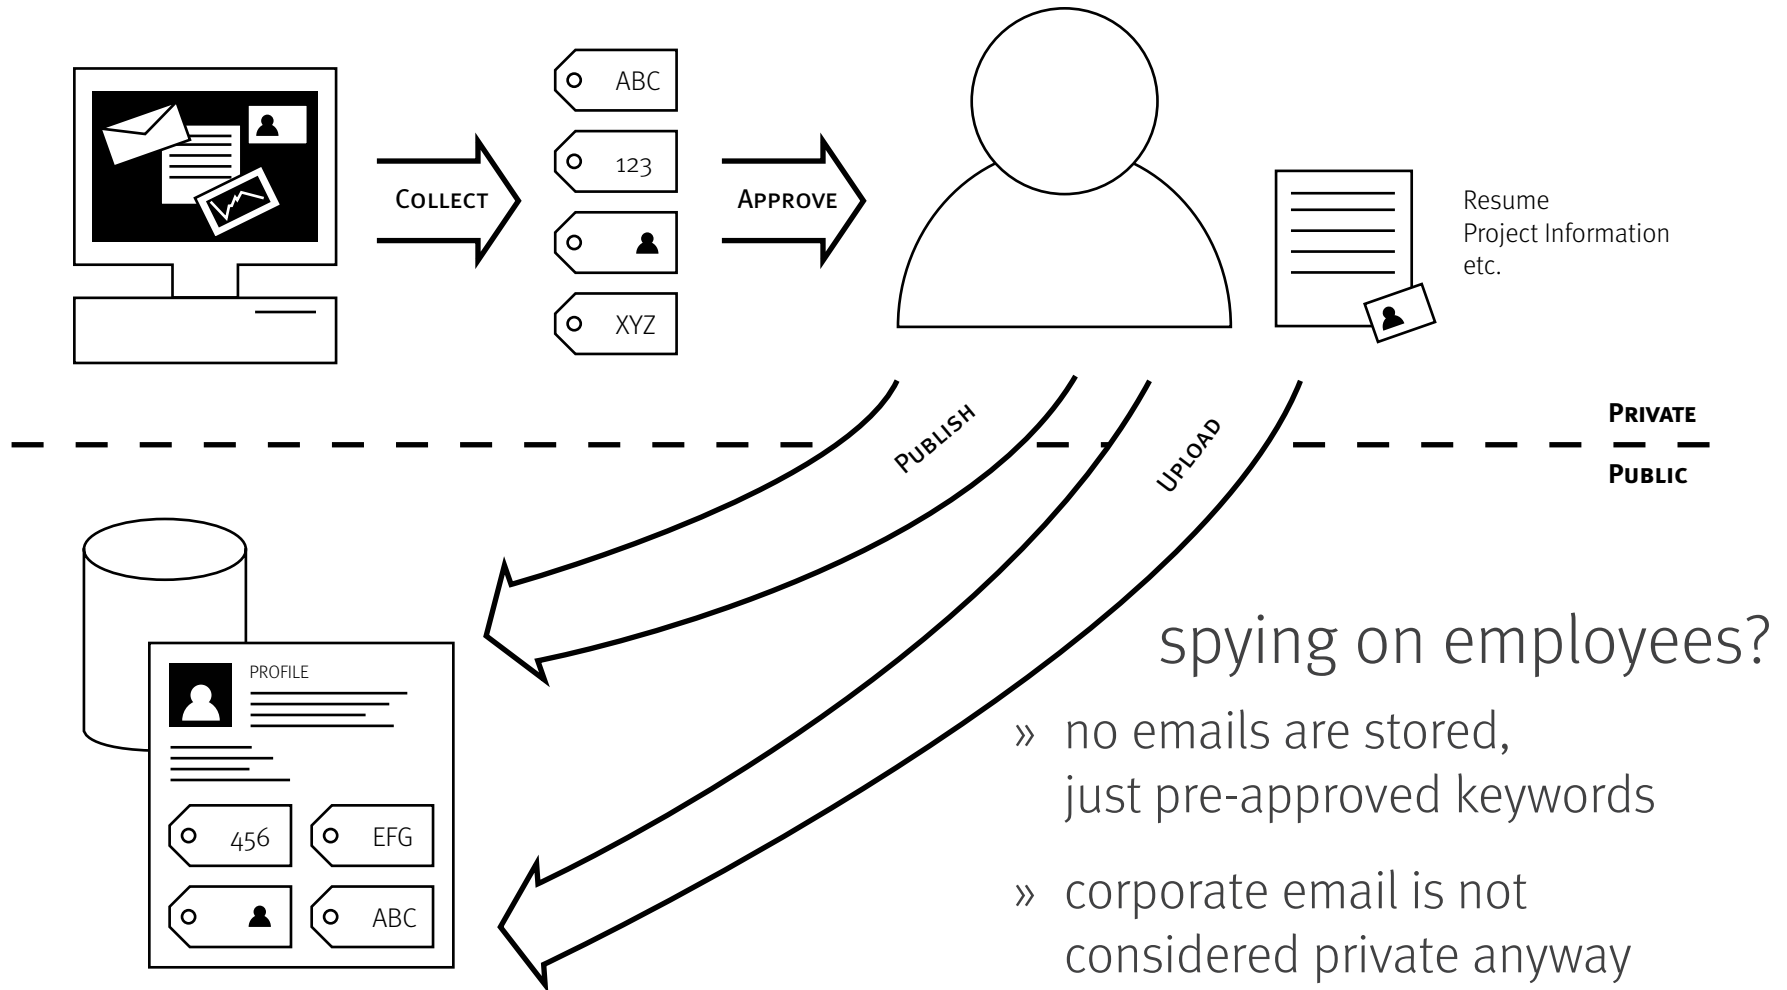 ABC
123
XYZ
COLLECT
APPROVE
Resume
Project Information
etc.
PRIVATE
PUBLIC
PUBLISH
UPLOAD
PROFILE
456
EFG
ABC
spying on employees?
» no emails are stored,
just pre-approved keywords
» corporate email is not
considered private anyway